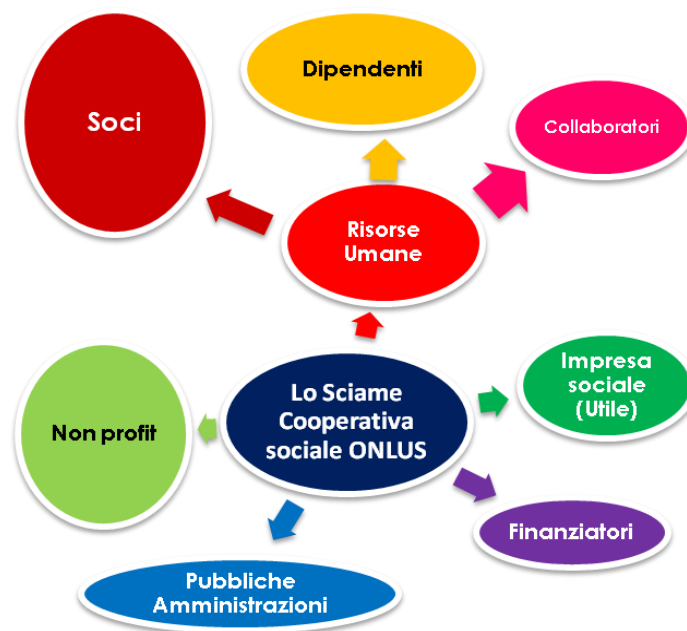 Soci
Dipendenti
Collaboratori
Risorse
Umane
Lo Sciame
Cooperativa
sociale ONLUS
Impresa
sociale
(Utile)
Non profit
Finanziatori
Pubbliche
Amministrazioni